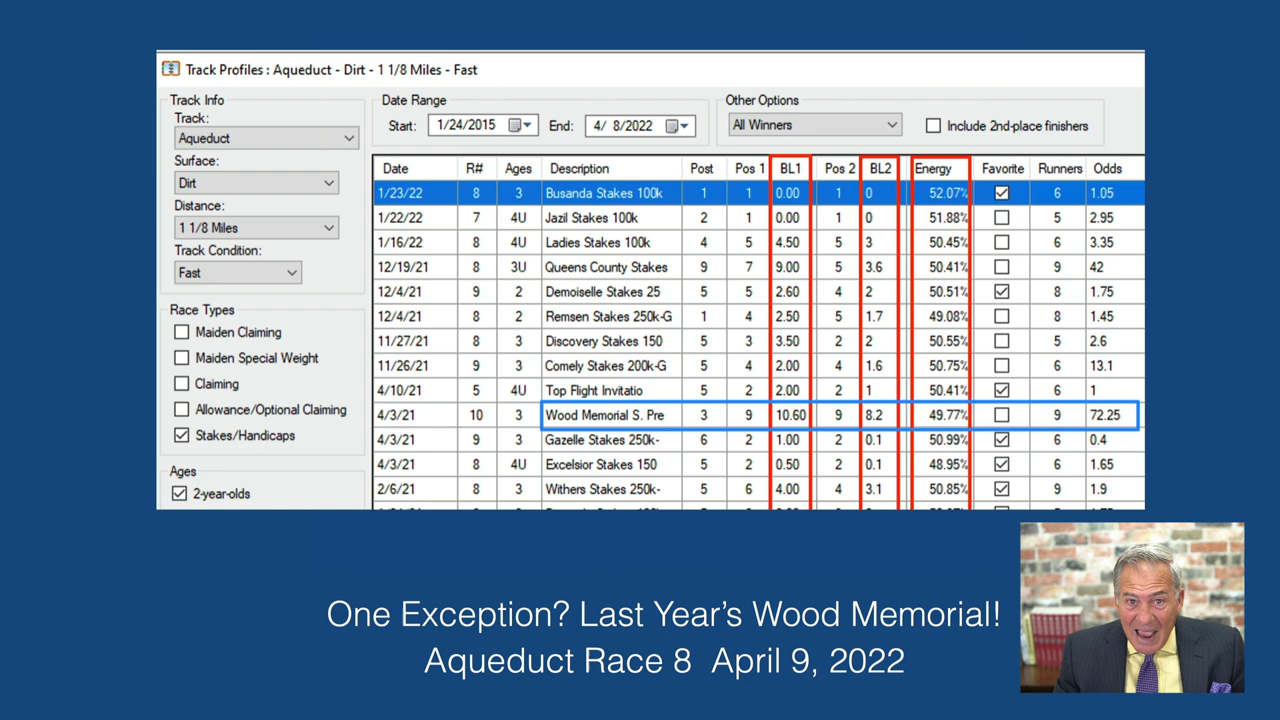 Track Profiles : Aqueduct - Dirt - 1 1/8 Miles - Fast
Track Info
Track:
Aqueduct
Surface:
Dirt
Distance:
1 1/8 Miles
Track Condition:
Fast
Race Types
Maiden Claiming
Maiden Special Weight
Claiming
Allowance/Optional Claiming
Stakes/Handicaps
Ages
2-year-olds
Date Range
Start: 1/24/2015 End: 4/ 8/2022
Other Options
All Winners Include 2nd-place finishers
Date R# Ages Description Post Pos 1 BL1 Pos 2 BL2 Energy Favorite Runners Odds
1/23/22 8 3 Busanda Stakes 100k 1 1 0.00 1 0 52.07% 6 1.05
1/22/22 7 4U Jazil Stakes 100k 2 1 0.00 1 0 51.88% 5 2.95
1/16/22 8 4U Ladies Stakes 100k 4 5 4.50 5 3 50.45% 6 3.35
12/19/21 8 3U Queens County Stakes 9 7 9.00 5 3.6 50.41% 9 42
12/4/21 9 2 Demoiselle Stakes 25 5 5 2.60 4 2 50.51% 8 1.75
12/4/21 8 2 Remsen Stakes 250k-G 1 4 2.50 5 1.7 49.08% 8 1.45
11/27/21 8 3 Discovery Stakes 150 5 3 3.50 2 2 50.55% 5 2.6
11/26/21 8 3 Comely Stakes 200k-G 5 4 2.00 4 1.6 50.75% 6 13.1
4/10/21 5 4U Top Flight Invitatio 5 2 2.00 2 1 50.41% 6 1
4/3/21 10 3 Wood Memorial S. Pre 3 9 10.60 9 8.2 49.77% 9 72.25
4/3/21 9 3 Gazelle Stakes 250k- 6 2 1.00 2 0.1 50.99% 6 0.4
4/3/21 8 4U Excelsior Stakes 150 5 2 0.50 2 0.1 48.95% 6 1.65
2/6/21 8 3 Withers Stakes 250k- 5 6 4.00 4 3.1 50.85% 9 1.9
One Exception? Last Year's Wood Memorial!
Aqueduct Race 8 April 9, 2022